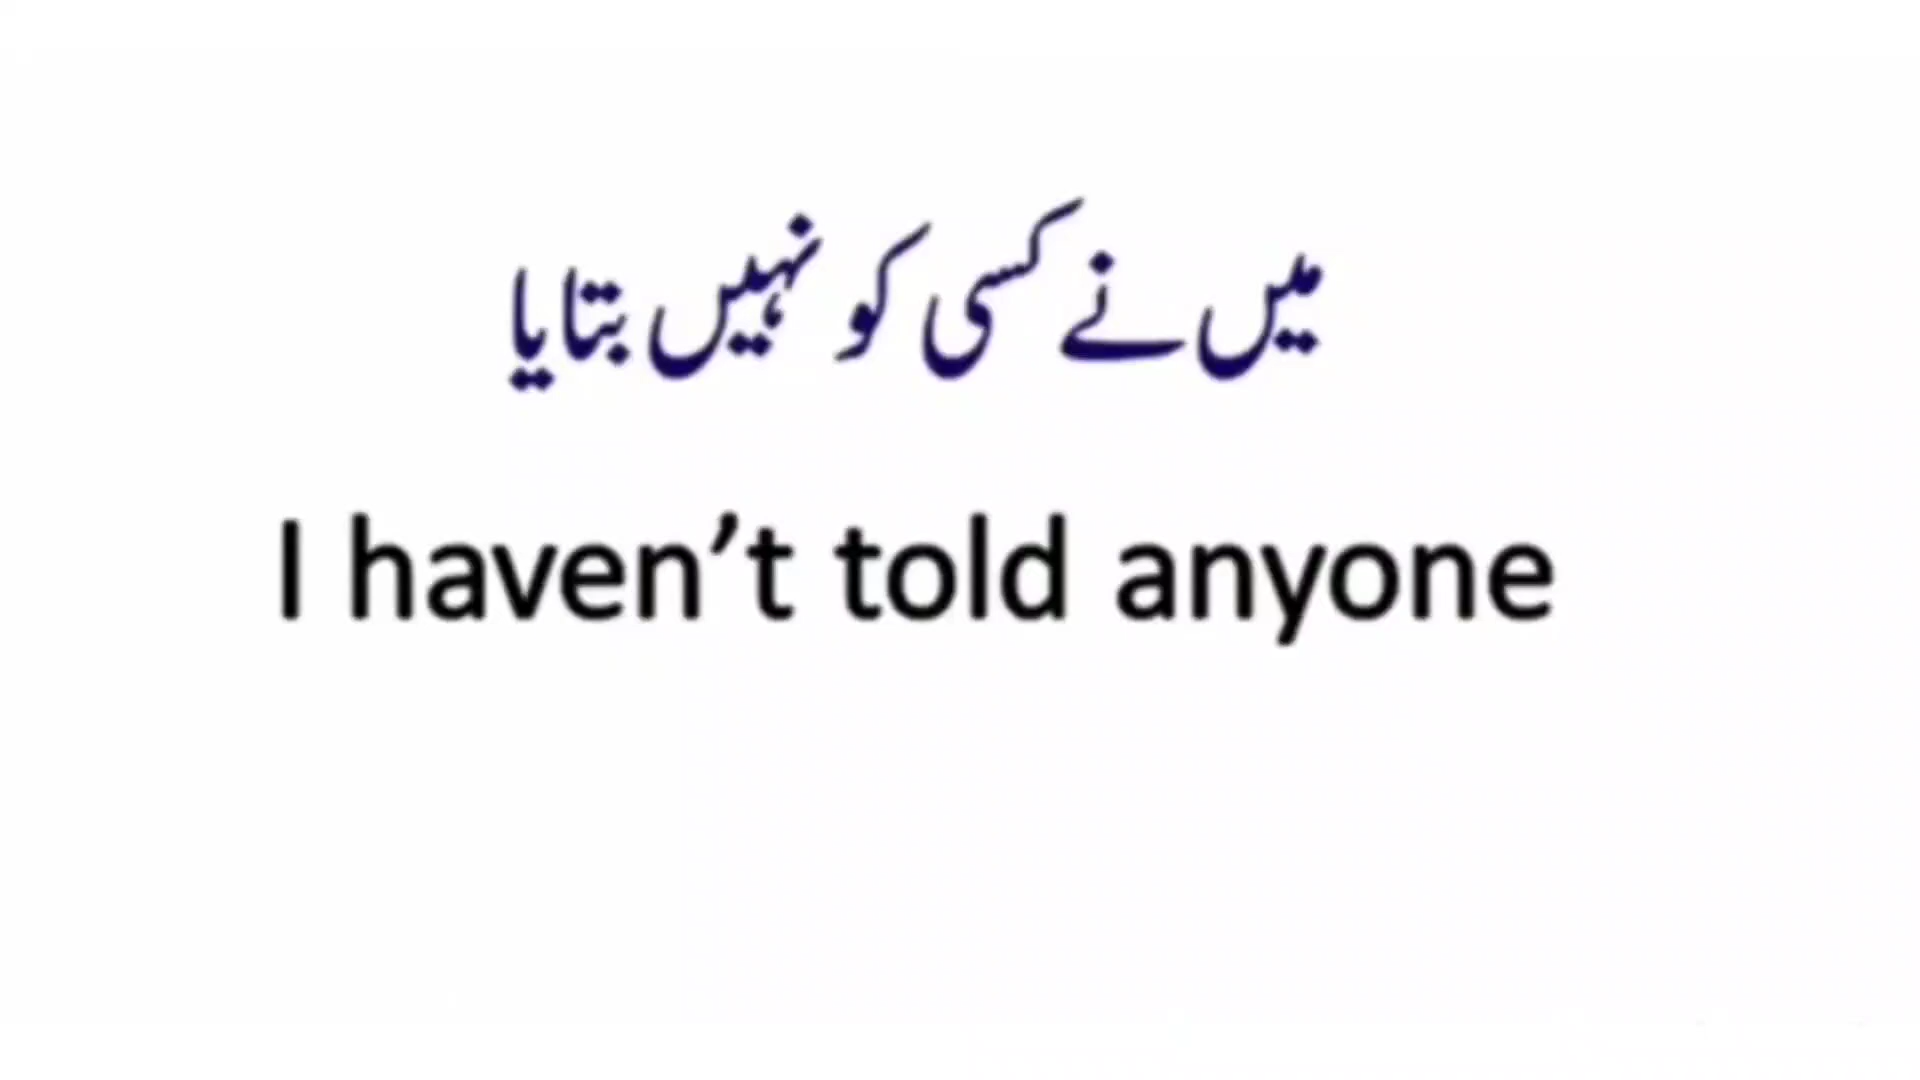 میں نے کسی کو نہیں بتایا
I haven’t told anyone